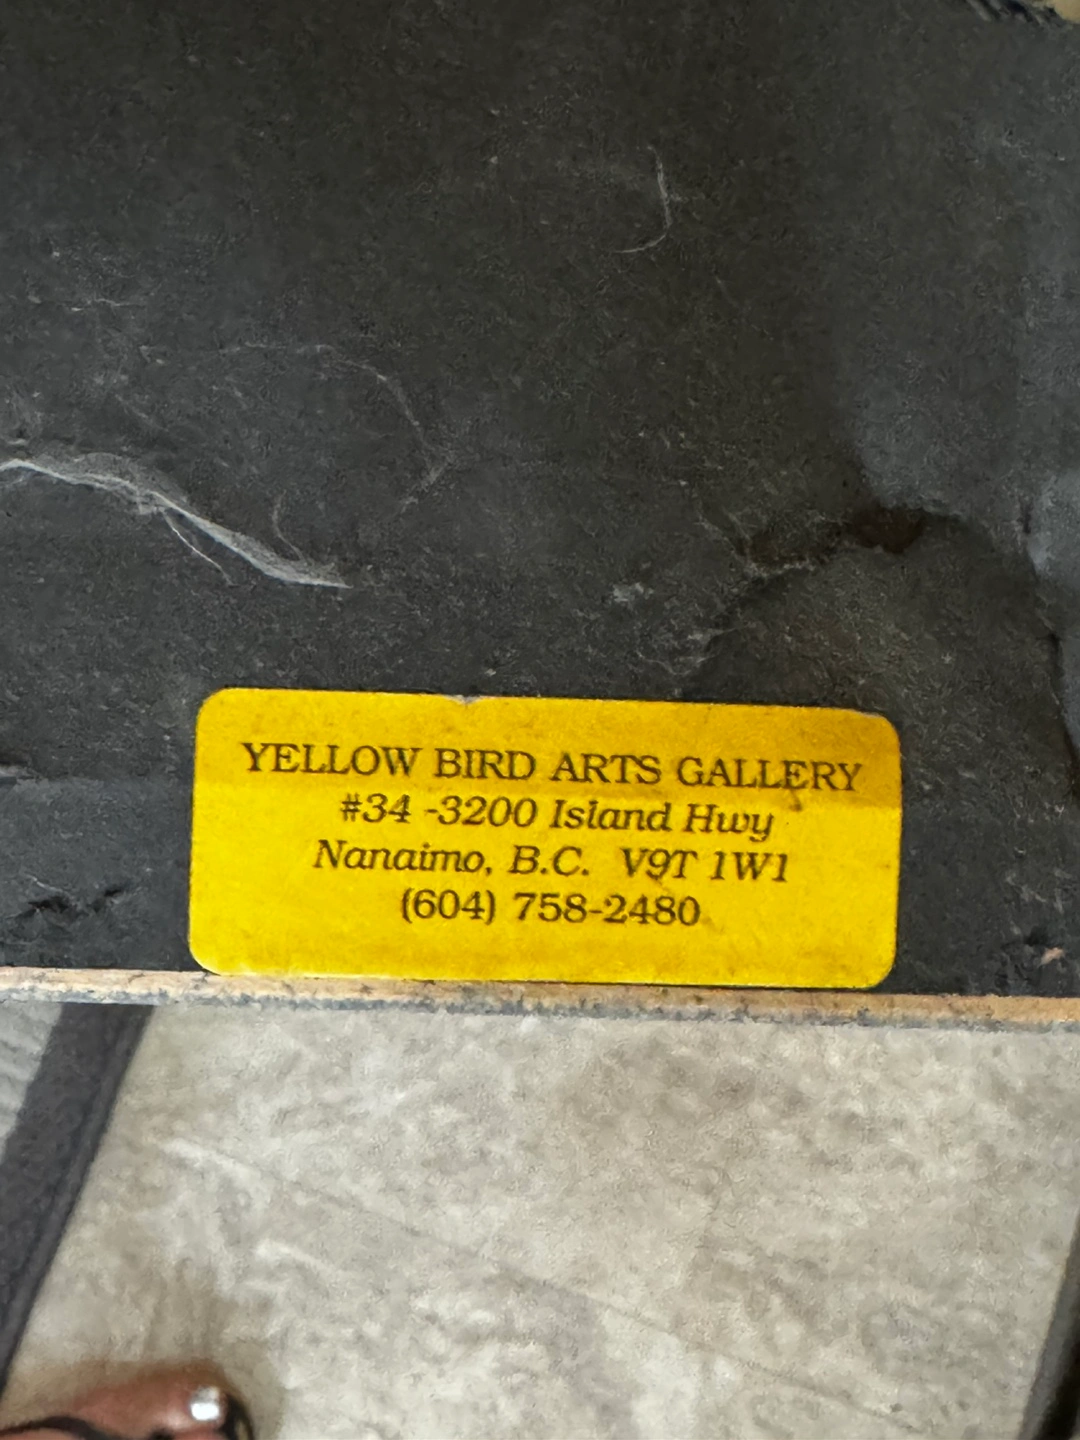 YELLOW BIRD ARTS GALLERY
#34 -3200 Island Hwy
Nanaimo, B.C. V9T 1W1
(604) 758-2480